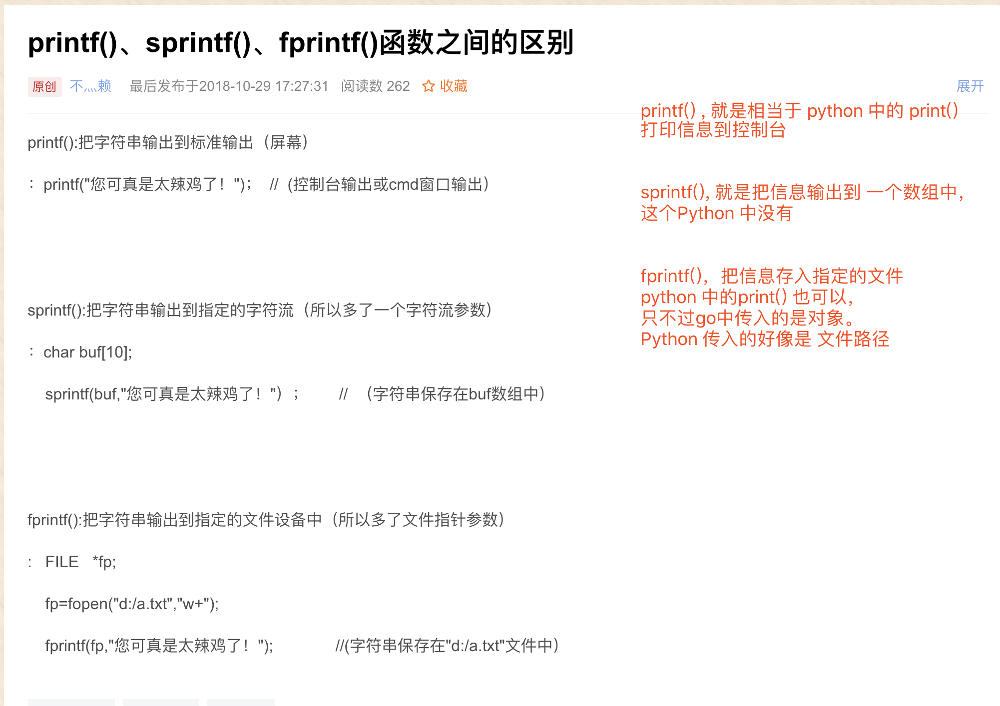 printf()、sprintf()、fprintf()函数之间的区别
原创 不灬赖 最后发布于2018-10-29 17:27:31 阅读数 262 ☆ 收藏 展开
printf() , 就是相当于 python 中的 print()
打印信息到控制台
printf():把字符串输出到标准输出（屏幕）
： printf("您可真是太辣鸡了！"); // (控制台输出或cmd窗口输出）
sprintf(), 就是把信息输出到 一个数组中,
这个Python 中没有
fprintf()， 把信息存入指定的文件
python 中的print() 也可以,
只不过go中传入的是对象。
Python 传入的好像是 文件路径
sprintf():把字符串输出到指定的字符流（所以多了一个字符流参数）
： char buf[10];
sprintf(buf,"您可真是太辣鸡了！"） ； // （字符串保存在buf数组中）
fprintf():把字符串输出到指定的文件设备中（所以多了文件指针参数）
: FILE *fp;
fp=fopen("d:/a.txt","w+");
fprintf(fp,"您可真是太辣鸡了！"); //(字符串保存在"d:/a.txt"文件中）